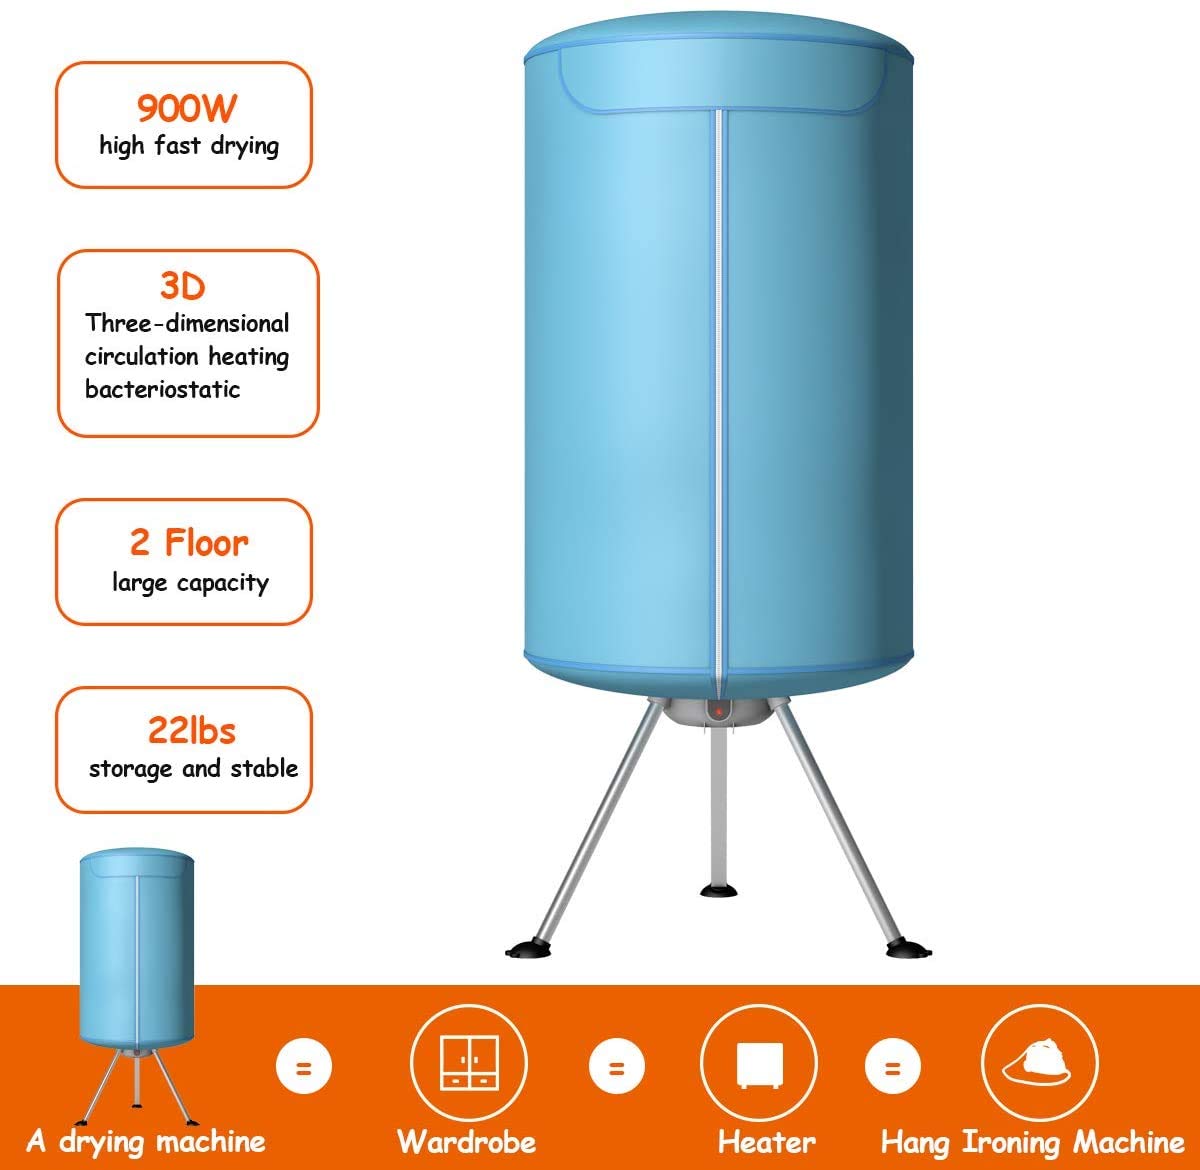 900W
high fast drying
3D
Three-dimensional
circulation heating
bacteriostatic
2 Floor
large capacity
22lbs
storage and stable
= = =
A drying machine Wardrobe Heater Hang Ironing Machine